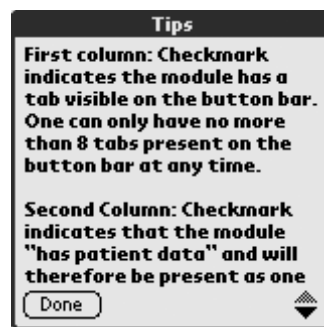 Tips
First column: Checkmark
indicates the module has a
tab visible on the button bar.
One can only have no more
than 8 tabs present on the
button bar at any time.
Second Column: Checkmark
indicates that the module
"has patient data" and will
therefore be present as one
Done